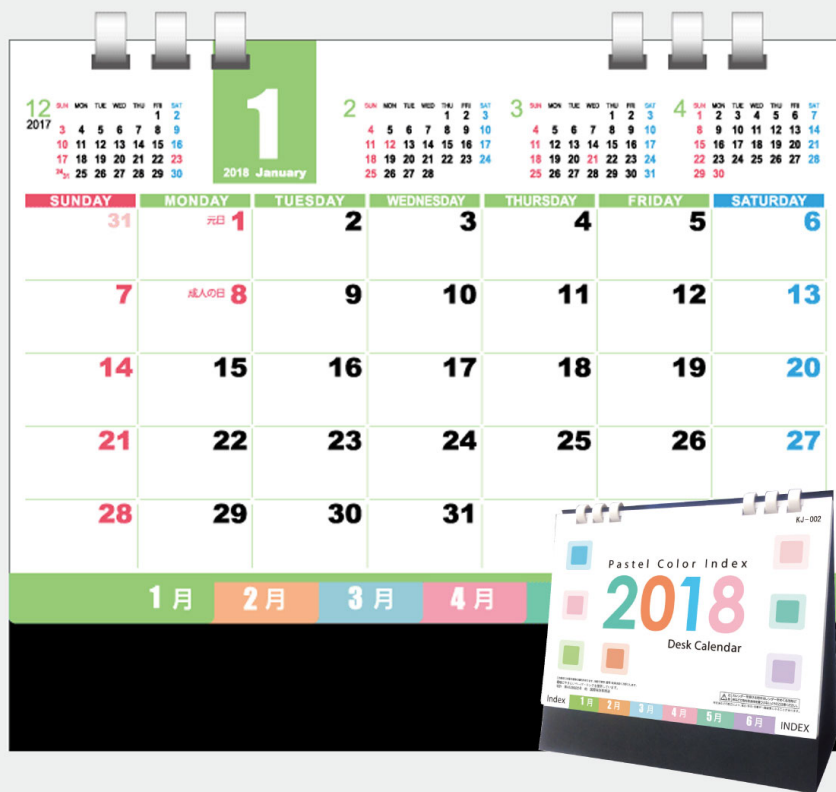 12
2017
SUN MON TUE WED THU FRI SAT
1 2
3 4 5 6 7 8 9
10 11 12 13 14 15 16
17 18 19 20 21 22 23
24/31 25 26 27 28 29 30
1
2018 January
2
SUN MON TUE WED THU FRI SAT
1 2 3
4 5 6 7 8 9 10
11 12 13 14 15 16 17
18 19 20 21 22 23 24
25 26 27 28
3
SUN MON TUE WED THU FRI SAT
1 2 3
4 5 6 7 8 9 10
11 12 13 14 15 16 17
18 19 20 21 22 23 24
25 26 27 28 29 30 31
4
SUN MON TUE WED THU FRI SAT
1 2 3 4 5 6 7
8 9 10 11 12 13 14
15 16 17 18 19 20 21
22 23 24 25 26 27 28
29 30
SUNDAY MONDAY TUESDAY WEDNESDAY THURSDAY FRIDAY SATURDAY
31 元日 1 2 3 4 5 6
7 成人の日 8 9 10 11 12 13
14 15 16 17 18 19 20
21 22 23 24 25 26 27
28 29 30 31
1月 2月 3月 4月
KJ-002
Pastel Color Index
2018
Desk Calendar
Index 1月 2月 3月 4月 5月 6月 INDEX